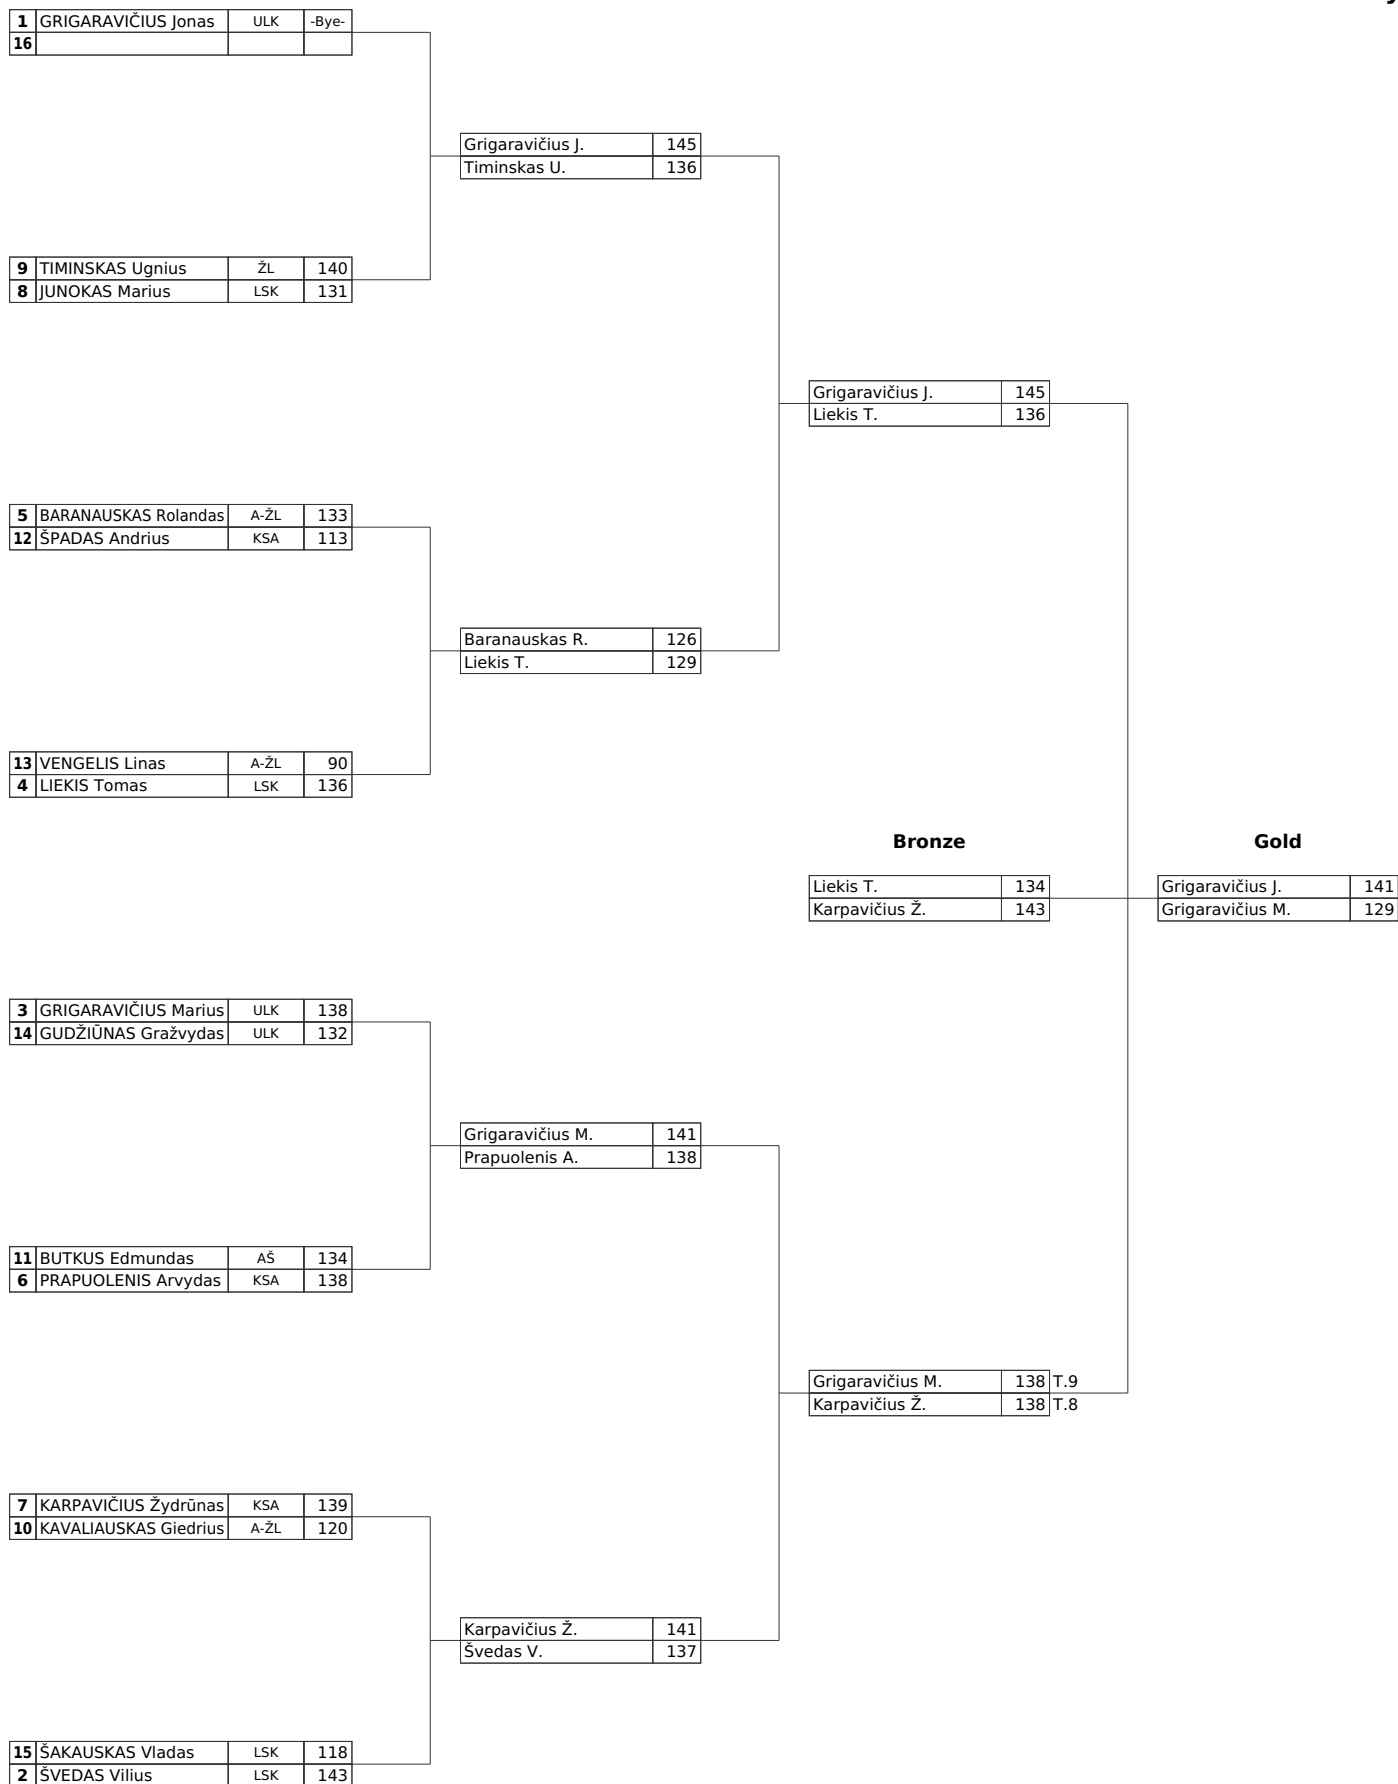 1 GRIGARAVIČIUS Jonas ULK -Bye-
16
Grigaravičius J. 145
Timinskas U. 136
9 TIMINSKAS Ugnius ŽL 140
8 JUNOKAS Marius LSK 131
Grigaravičius J. 145
Liekis T. 136
5 BARANAUSKAS Rolandas A-ŽL 133
12 ŠPADAS Andrius KSA 113
Baranauskas R. 126
Liekis T. 129
13 VENGELIS Linas A-ŽL 90
4 LIEKIS Tomas LSK 136
Bronze Gold
Liekis T. 134 Grigaravičius J. 141
Karpavičius Ž. 143 Grigaravičius M. 129
3 GRIGARAVIČIUS Marius ULK 138
14 GUDŽIŪNAS Gražvydas ULK 132
Grigaravičius M. 141
Prapuolenis A. 138
11 BUTKUS Edmundas AŠ 134
6 PRAPUOLENIS Arvydas KSA 138
Grigaravičius M. 138 T.9
Karpavičius Ž. 138 T.8
7 KARPAVIČIUS Žydrūnas KSA 139
10 KAVALIAUSKAS Giedrius A-ŽL 120
Karpavičius Ž. 141
Švedas V. 137
15 ŠAKAUSKAS Vladas LSK 118
2 ŠVEDAS Vilius LSK 143